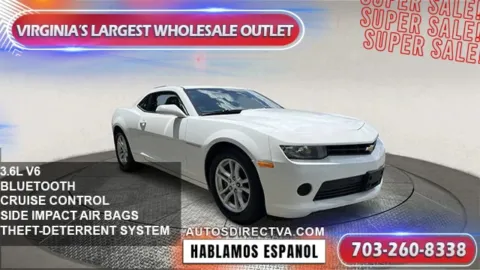 VIRGINIA'S LARGEST WHOLESALE OUTLET
SUPER SALE!
SUPER SALE!
SUPER SALE!
3.6L V6
BLUETOOTH
CRUISE CONTROL
SIDE IMPACT AIR BAGS
THEFT-DETERRENT SYSTEM
AUTOSDIRECTVA.COM
HABLAMOS ESPANOL
703-260-8338